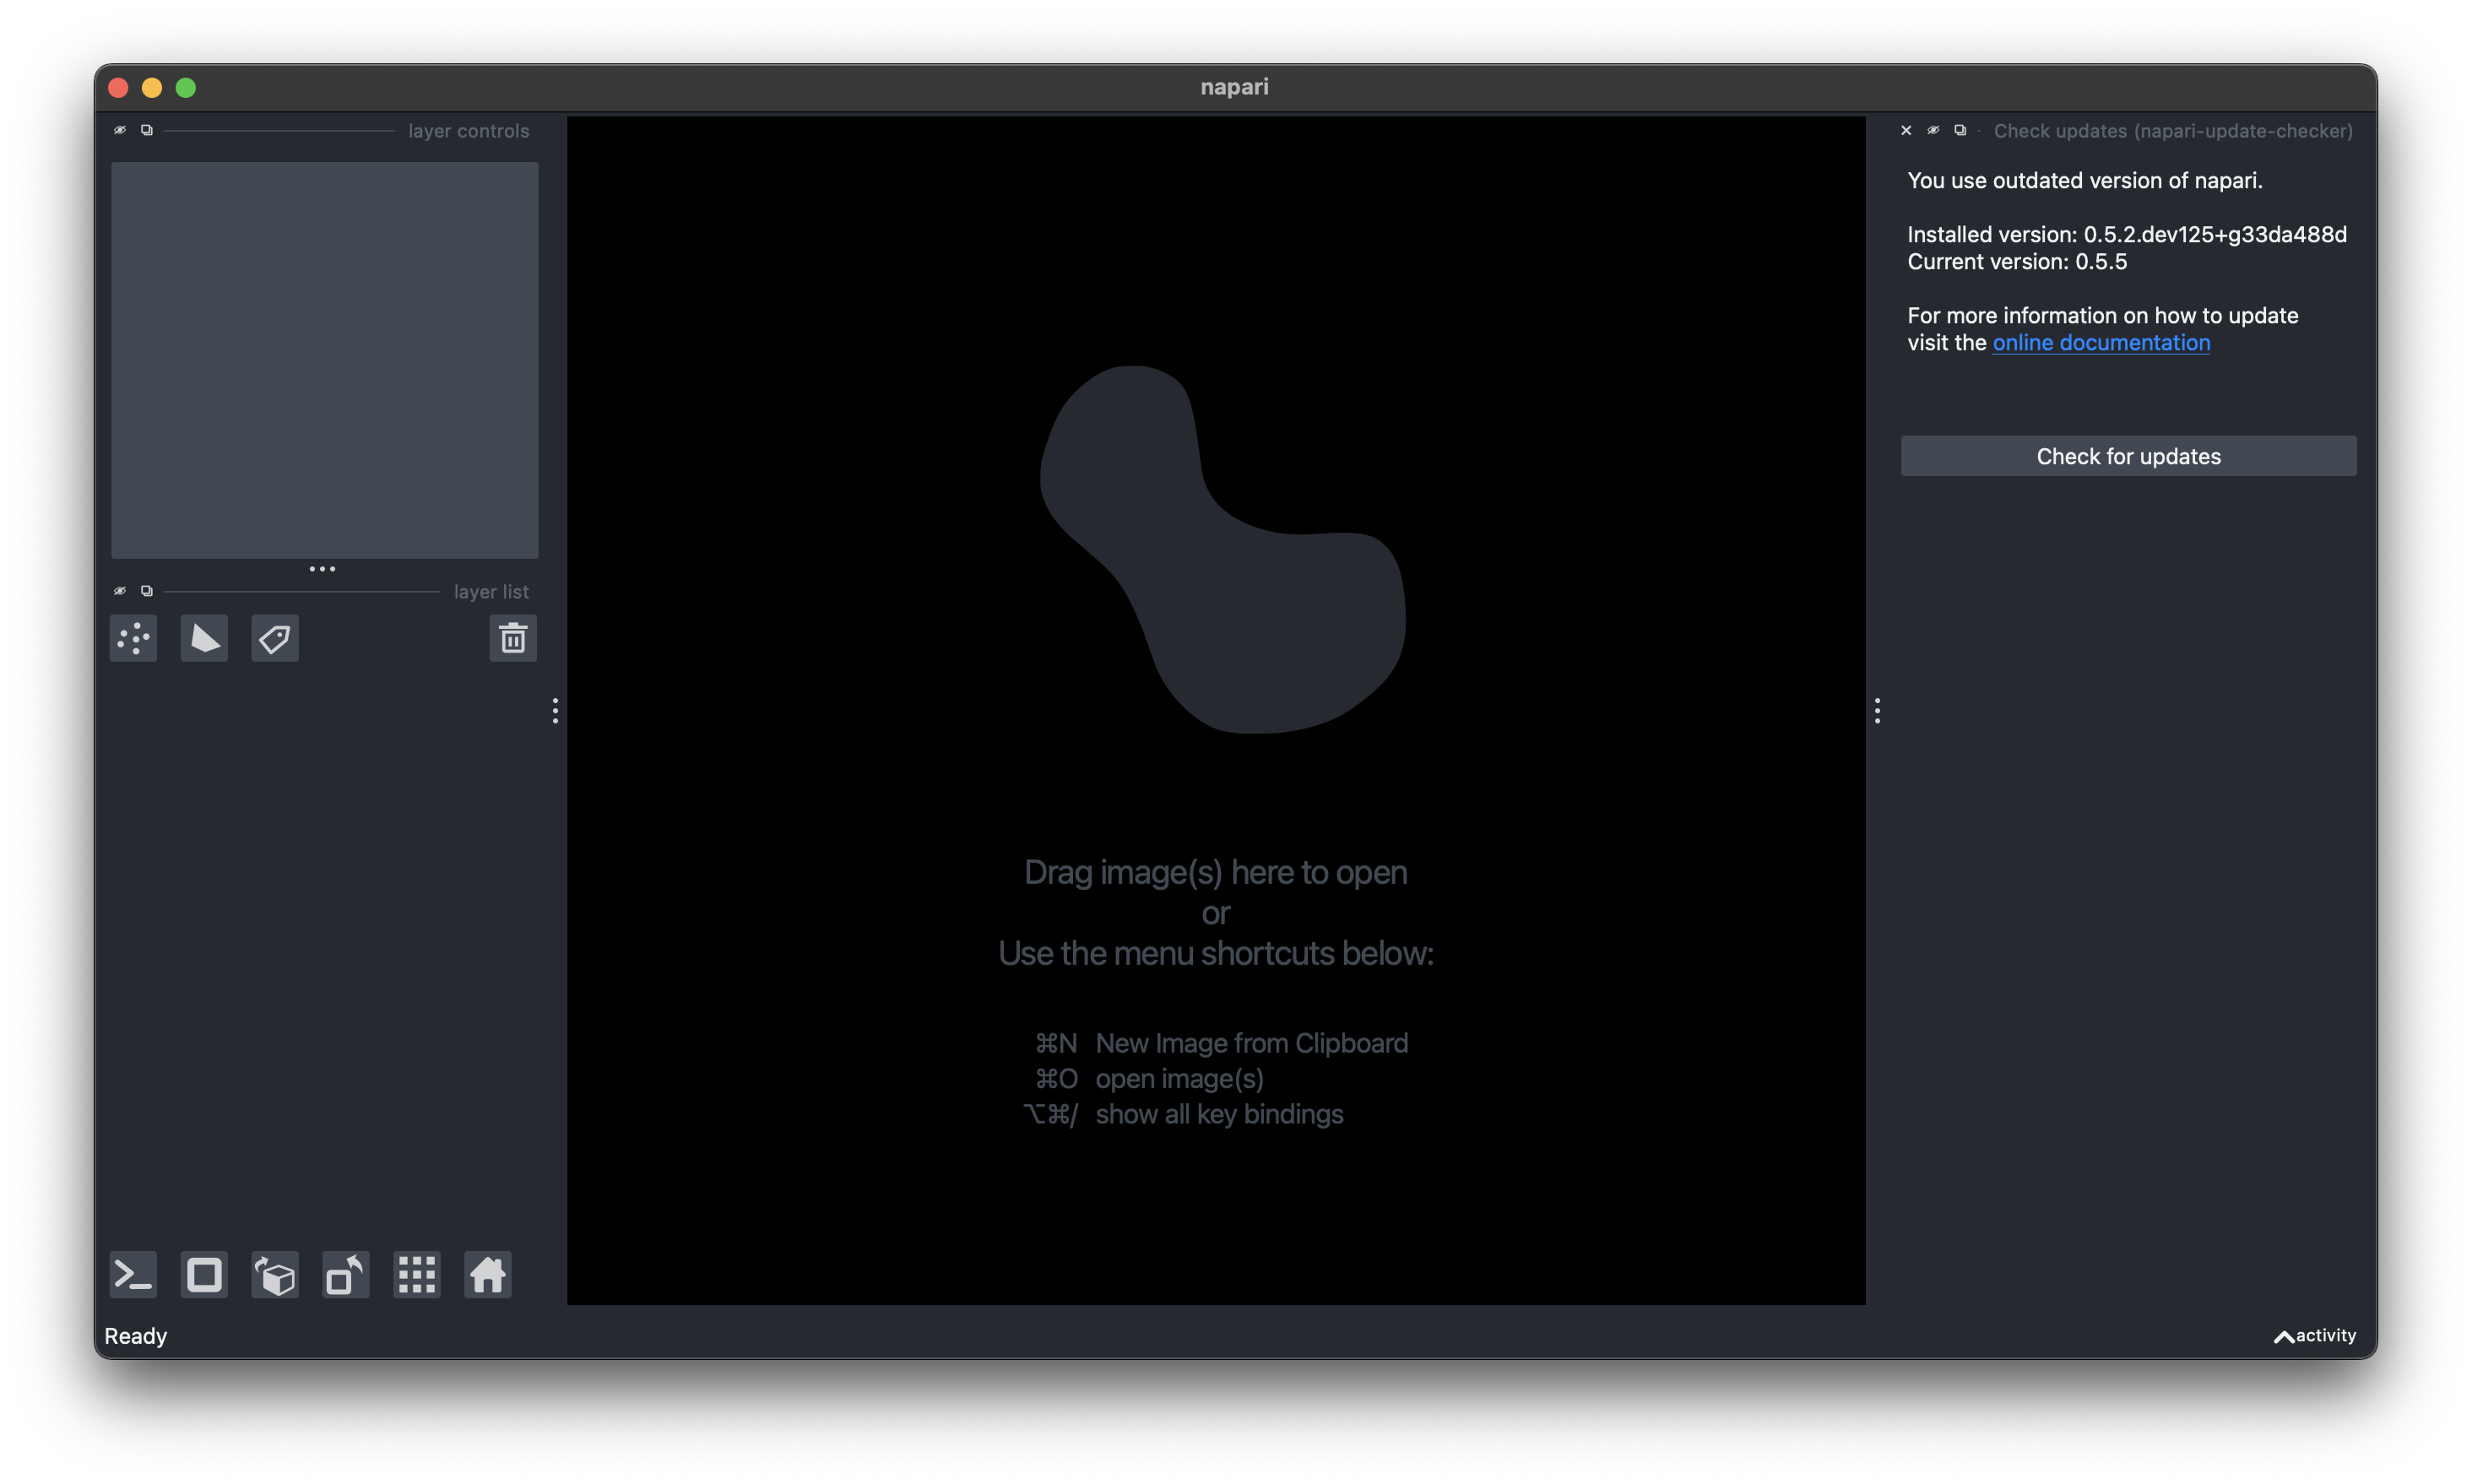 napari
layer controls
layer list
Ready
Drag image(s) here to open
or
Use the menu shortcuts below:
⌘N New Image from Clipboard
⌘O open image(s)
⌥⌘/ show all key bindings
Check updates (napari-update-checker)
You use outdated version of napari.
Installed version: 0.5.2.dev125+g33da488d
Current version: 0.5.5
For more information on how to update
visit the online documentation
Check for updates
activity